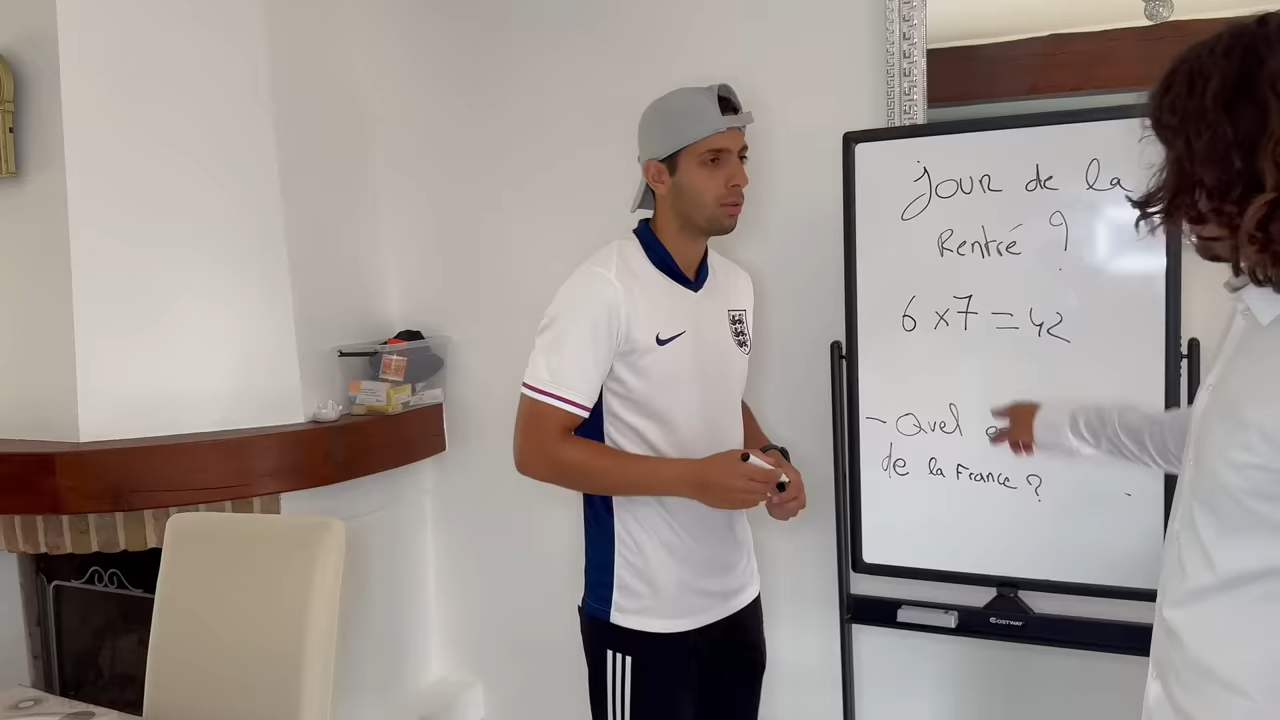 Jour de la
Rentré ?
6 x 7 = 42
- Quel
de la France ?
COSTWAY